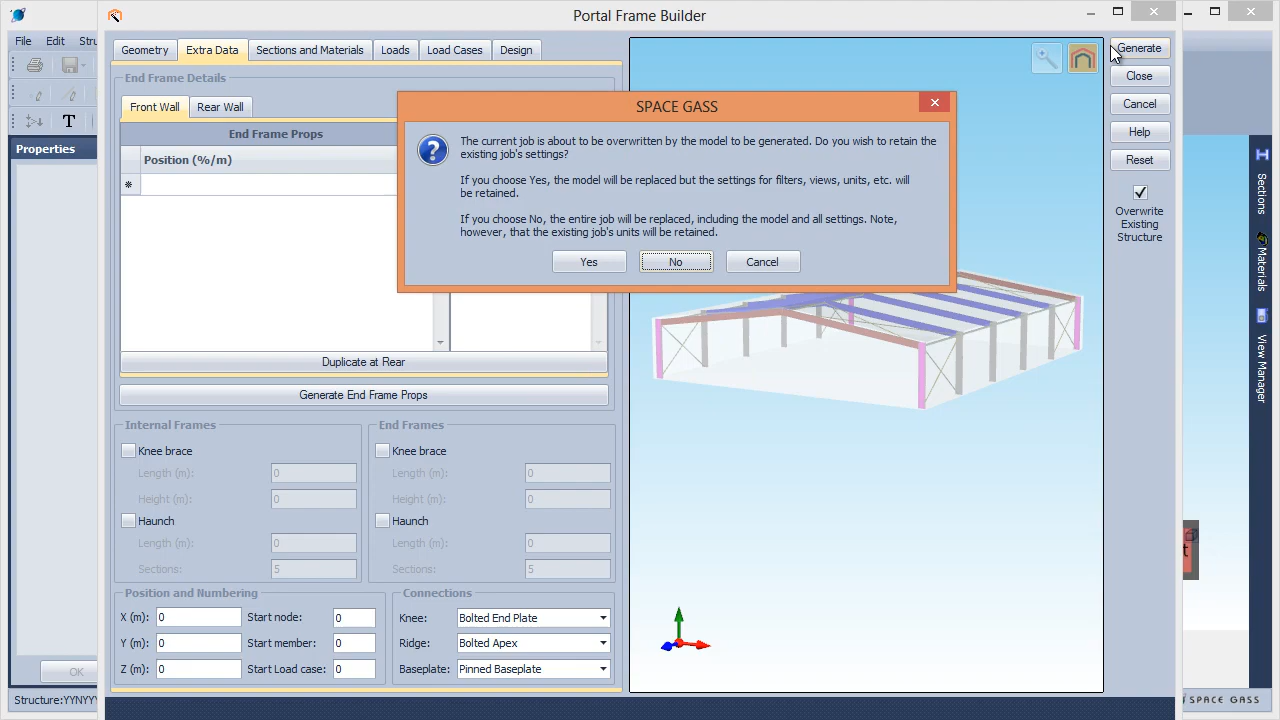 Portal Frame Builder
File Edit
Geometry Extra Data Sections and Materials Loads Load Cases Design
Generate
Close
Cancel
Help
Reset
Overwrite
Existing
Structure
Properties
End Frame Details
Front Wall Rear Wall
End Frame Props
Position (%/m)
SPACE GASS
The current job is about to be overwritten by the model to be generated. Do you wish to retain the
existing job's settings?
If you choose Yes, the model will be replaced but the settings for filters, views, units, etc. will
be retained.
If you choose No, the entire job will be replaced, including the model and all settings. Note,
however, that the existing job's units will be retained.
Yes No Cancel
Duplicate at Rear
Generate End Frame Props
Internal Frames
Knee brace
Length (m): 0
Height (m): 0
Haunch
Length (m): 0
Sections: 5
End Frames
Knee brace
Length (m): 0
Height (m): 0
Haunch
Length (m): 0
Sections: 5
Position and Numbering
X (m): 0 Start node: 0
Y (m): 0 Start member: 0
Z (m): 0 Start Load case: 0
Connections
Knee: Bolted End Plate
Ridge: Bolted Apex
Baseplate: Pinned Baseplate
OK
Sections
Materials
View Manager
SPACE GASS